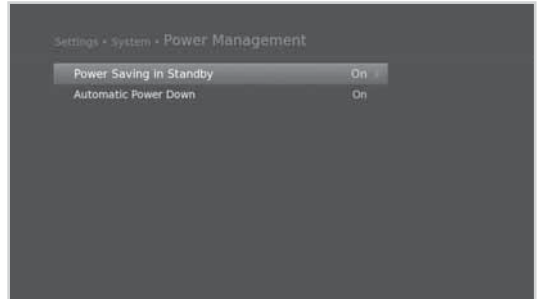 Settings • System • Power Management
Power Saving in Standby On
Automatic Power Down On